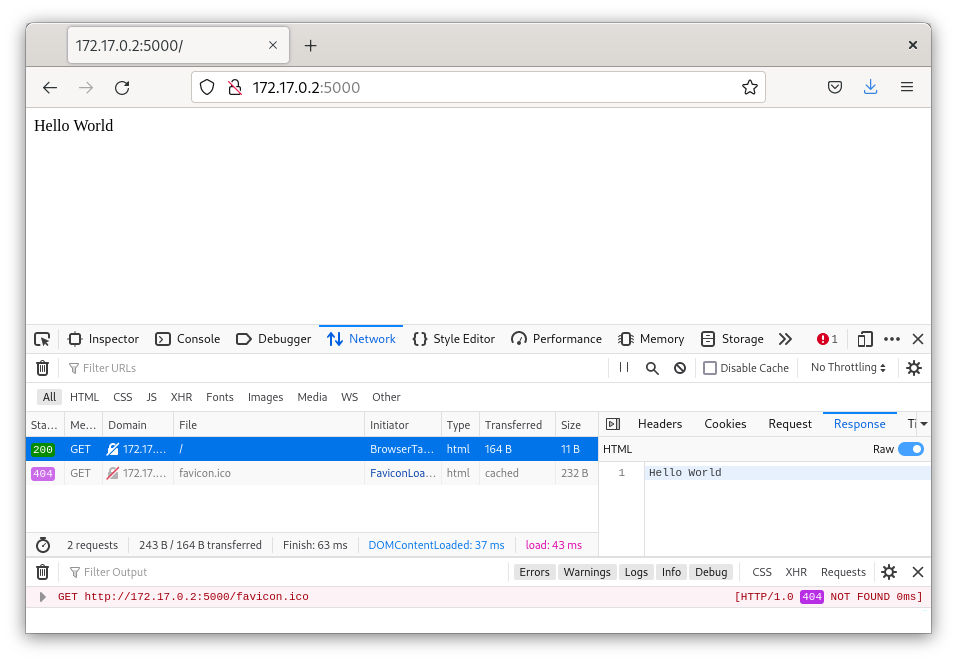 172.17.0.2:5000/
172.17.0.2:5000
Hello World
Inspector Console Debugger Network Style Editor Performance Memory Storage 1
Filter URLs Disable Cache No Throttling
All HTML CSS JS XHR Fonts Images Media WS Other
Sta… Me… Domain File Initiator Type Transferred Size Headers Cookies Request Response Ti
200 GET 172.17.… / BrowserTa… html 164 B 11 B HTML Raw
404 GET 172.17.… favicon.ico FaviconLoa… html cached 232 B 1 Hello World
2 requests 243 B / 164 B transferred Finish: 63 ms DOMContentLoaded: 37 ms load: 43 ms
Filter Output Errors Warnings Logs Info Debug CSS XHR Requests
GET http://172.17.0.2:5000/favicon.ico [HTTP/1.0 404 NOT FOUND 0ms]